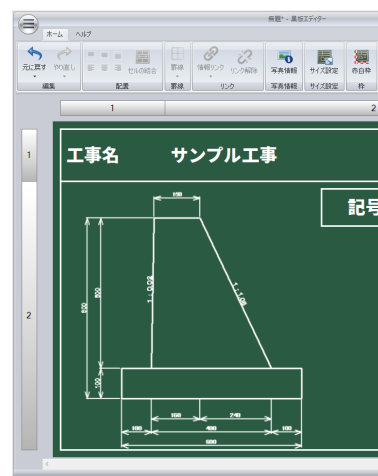 無題* - 黒板エディター
ホーム ヘルプ
元に戻す やり直し セルの結合 罫線 情報リンク リンク解除 写真情報 サイズ設定 赤白枠
編集 配置 罫線 リンク 写真情報 サイズ設定 枠
1 2
1
工事名 サンプル工事
記号
150
1:0.02
1:1.08
2
600
500
100
160 240
100 400 100
600